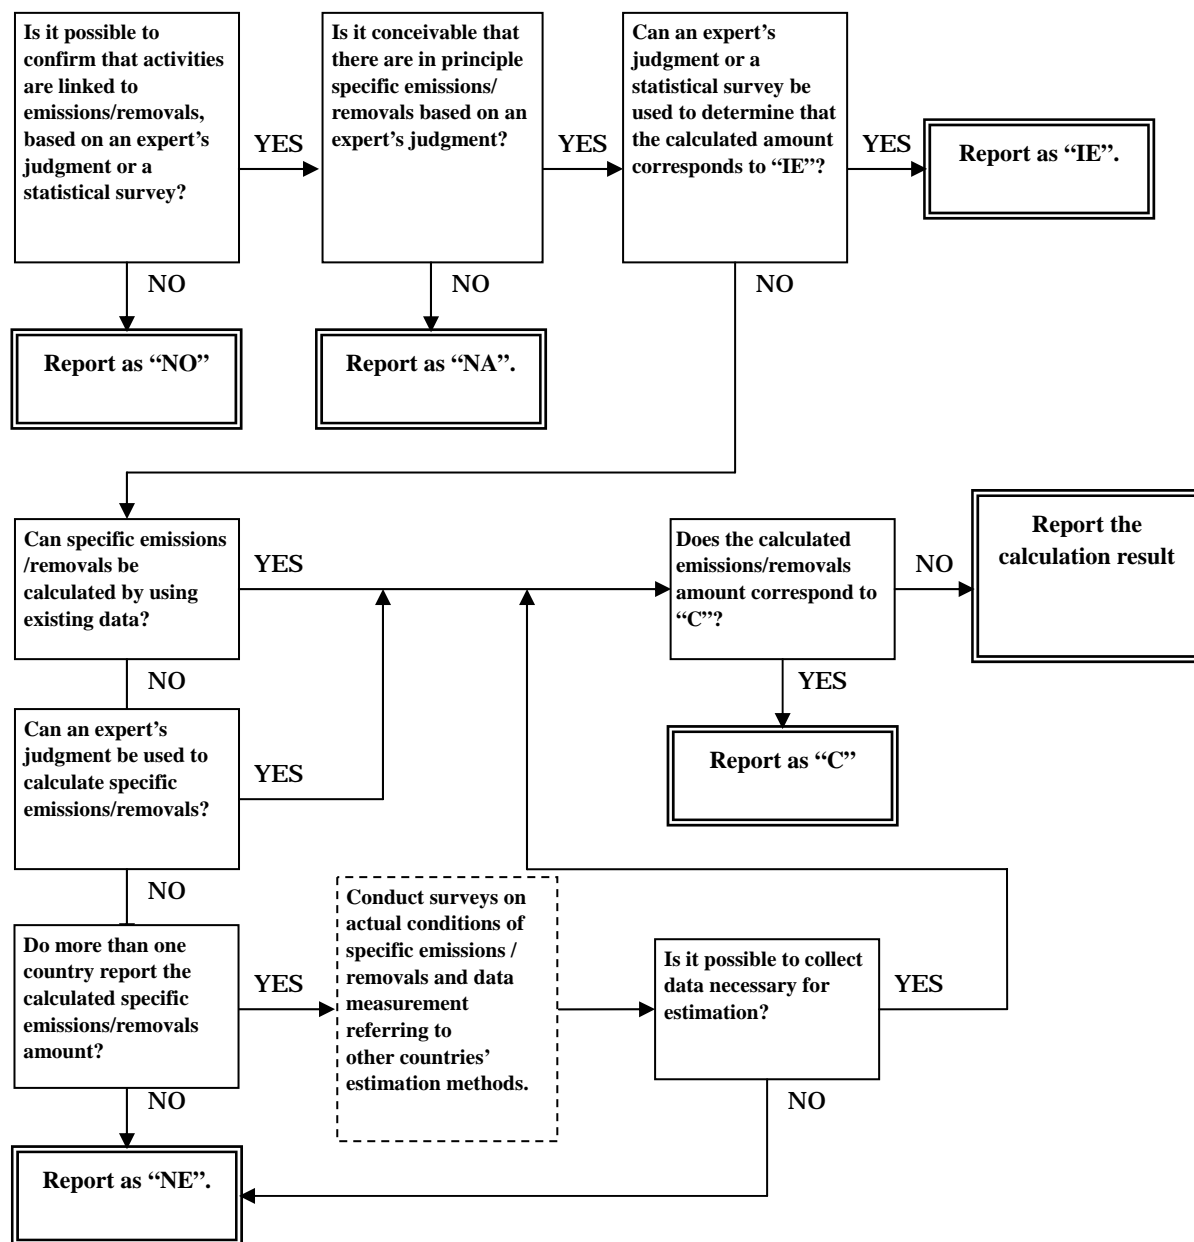 Is it possible to
confirm that activities
are linked to
emissions/removals,
based on an expert’s
judgment or a
statistical survey?
YES
NO
Report as “NO”
Is it conceivable that
there are in principle
specific emissions/
removals based on an
expert’s judgment?
YES
NO
Report as “NA”.
Can an expert’s
judgment or a
statistical survey be
used to determine that
the calculated amount
corresponds to “IE”?
YES
NO
Report as “IE”.
Can specific emissions
/removals be
calculated by using
existing data?
YES
NO
Does the calculated
emissions/removals
amount correspond to
“C”?
NO
YES
Report the
calculation result
Report as “C”
Can an expert’s
judgment be used to
calculate specific
emissions/removals?
YES
NO
Do more than one
country report the
calculated specific
emissions/removals
amount?
YES
NO
Conduct surveys on
actual conditions of
specific emissions /
removals and data
measurement
referring to
other countries’
estimation methods.
Is it possible to collect
data necessary for
estimation?
YES
NO
Report as “NE”.